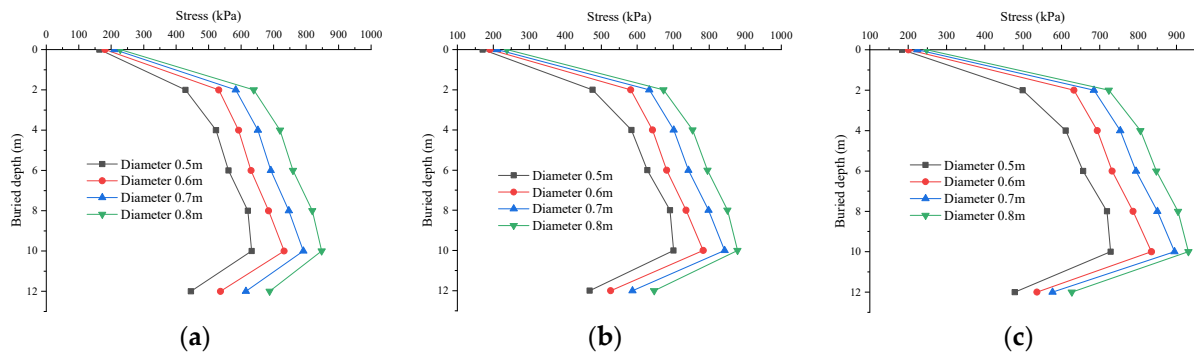 Stress (kPa)
0 100 200 300 400 500 600 700 800 900 1000
0
2
4
6
8
10
12
Buried depth (m)
Diameter 0.5m
Diameter 0.6m
Diameter 0.7m
Diameter 0.8m
(a)
Stress (kPa)
100 200 300 400 500 600 700 800 900 1000
0
2
4
6
8
10
12
Buried depth (m)
Diameter 0.5m
Diameter 0.6m
Diameter 0.7m
Diameter 0.8m
(b)
Stress (kPa)
100 200 300 400 500 600 700 800 900
0
2
4
6
8
10
12
Buried depth (m)
Diameter 0.5m
Diameter 0.6m
Diameter 0.7m
Diameter 0.8m
(c)